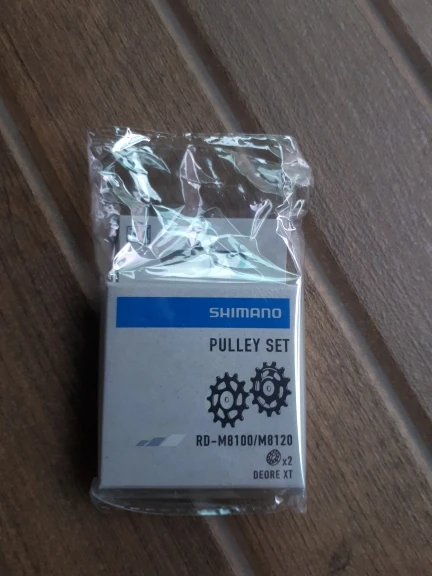 SHIMANO
PULLEY SET
RD-M8100/M8120
x2
DEORE XT